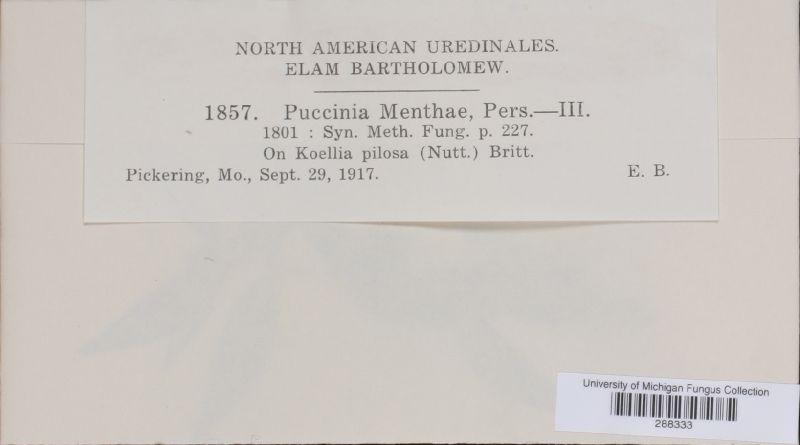 NORTH AMERICAN UREDINALES.
ELAM BARTHOLOMEW.
1857. Puccinia Menthae, Pers.—III.
1801 : Syn. Meth. Fung. p. 227.
On Koellia pilosa (Nutt.) Britt.
Pickering, Mo., Sept. 29, 1917. E. B.
University of Michigan Fungus Collection
288333